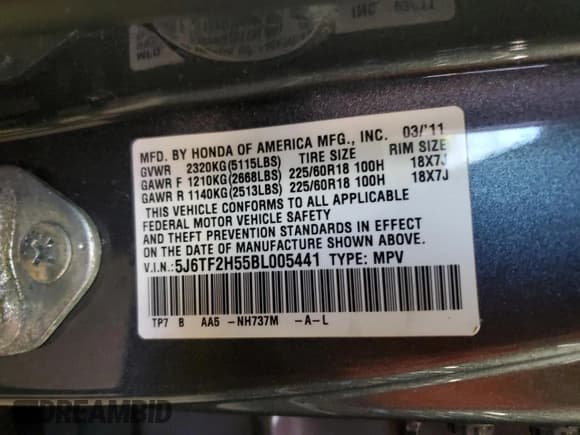 MFD. BY HONDA OF AMERICA MFG., INC. 03/'11
GVWR 2320KG(5115LBS) TIRE SIZE RIM SIZE
GAWR F 1210KG(2668LBS) 225/60R18 100H 18X7J
GAWR R 1140KG(2513LBS) 225/60R18 100H 18X7J
THIS VEHICLE CONFORMS TO ALL APPLICABLE
FEDERAL MOTOR VEHICLE SAFETY
AND THEFT PREVENTION STANDARDS IN EFFECT
ON THE DATE OF MANUFACTURE SHOWN ABOVE.
V.I.N.: 5J6TF2H55BL005441 TYPE: MPV
TP7 B AA5 -NH737M -A-L
DREAMBID